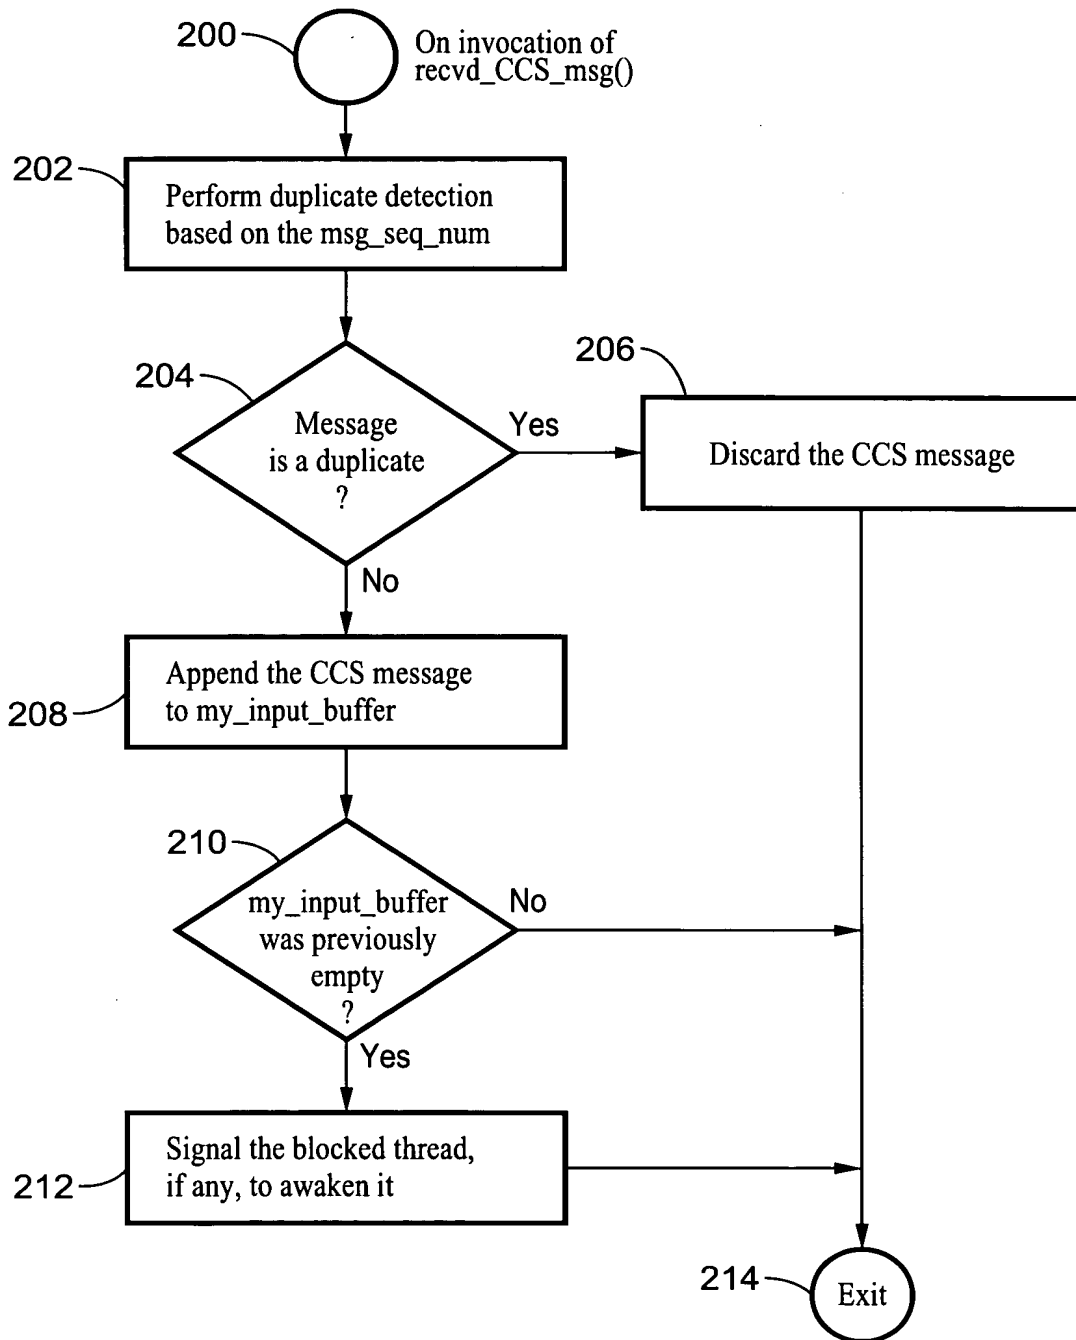 200
On invocation of
recvd_CCS_msg()
202
Perform duplicate detection
based on the msg_seq_num
204
Message
is a duplicate
?
Yes
206
Discard the CCS message
No
208
Append the CCS message
to my_input_buffer
210
my_input_buffer
was previously
empty
?
No
Yes
212
Signal the blocked thread,
if any, to awaken it
214
Exit